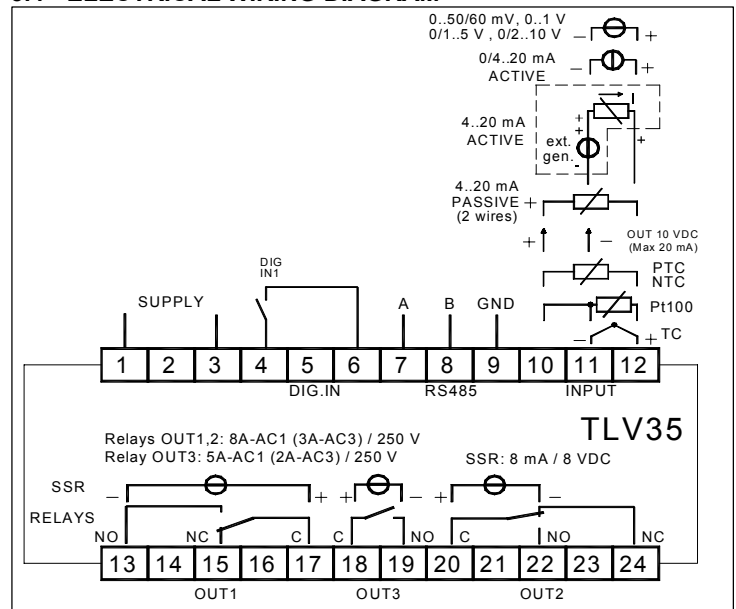 0..50/60 mV, 0..1 V
0/1..5 V , 0/2..10 V − +
0/4..20 mA
ACTIVE − +
4..20 mA
ACTIVE
ext.
gen.
+
+
-
+
I
4..20 mA
PASSIVE +
(2 wires)
+ − OUT 10 VDC
(Max 20 mA)
PTC
NTC
Pt100
− + TC
DIG
IN1
SUPPLY
A B GND
1 2 3 4 5 6 7 8 9 10 11 12
DIG.IN RS485 INPUT
TLV35
Relays OUT1,2: 8A-AC1 (3A-AC3) / 250 V
Relay OUT3: 5A-AC1 (2A-AC3) / 250 V
SSR: 8 mA / 8 VDC
SSR − + + − + −
RELAYS
NO NC C C NO C NO NC
13 14 15 16 17 18 19 20 21 22 23 24
OUT1 OUT3 OUT2